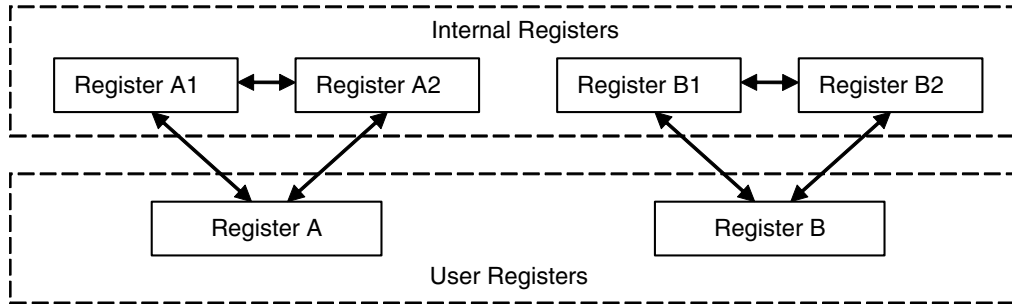 Internal Registers
Register A1
Register A2
Register B1
Register B2
Register A
Register B
User Registers